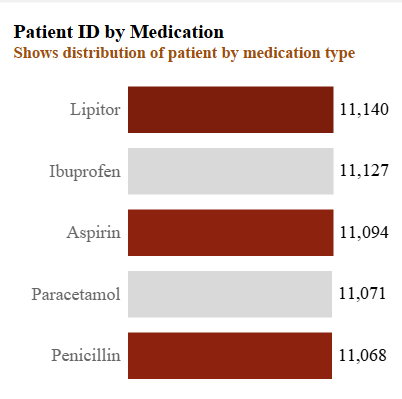 Patient ID by Medication
Shows distribution of patient by medication type
Lipitor 11,140
Ibuprofen 11,127
Aspirin 11,094
Paracetamol 11,071
Penicillin 11,068